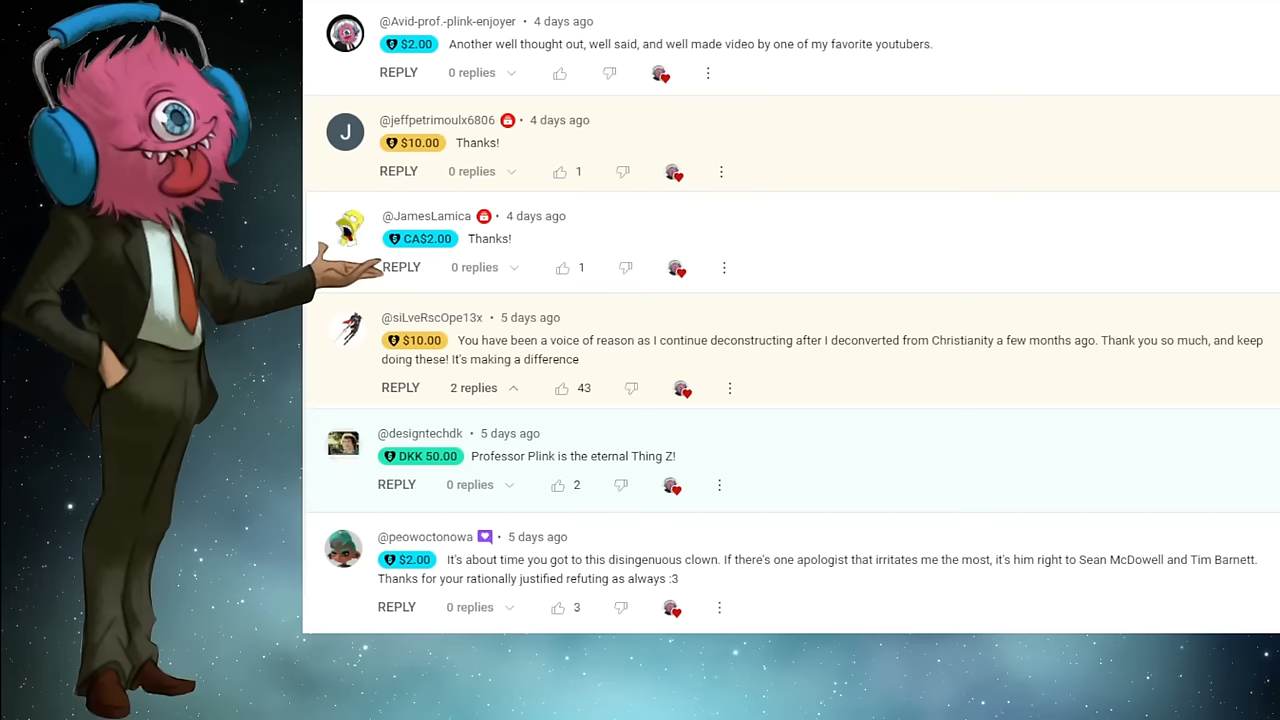 @Avid-prof.-plink-enjoyer • 4 days ago
$2.00 Another well thought out, well said, and well made video by one of my favorite youtubers.
REPLY 0 replies
@jeffpetrimoulx6806 • 4 days ago
J
$10.00 Thanks!
REPLY 0 replies 1
@JamesLamica • 4 days ago
CA$2.00 Thanks!
REPLY 0 replies 1
@siLveRscOpe13x • 5 days ago
$10.00 You have been a voice of reason as I continue deconstructing after I deconverted from Christianity a few months ago. Thank you so much, and keep
doing these! It's making a difference
REPLY 2 replies 43
@designtechdk • 5 days ago
DKK 50.00 Professor Plink is the eternal Thing Z!
REPLY 0 replies 2
@peowoctonowa • 5 days ago
$2.00 It's about time you got to this disingenuous clown. If there's one apologist that irritates me the most, it's him right to Sean McDowell and Tim Barnett.
Thanks for your rationally justified refuting as always :3
REPLY 0 replies 3